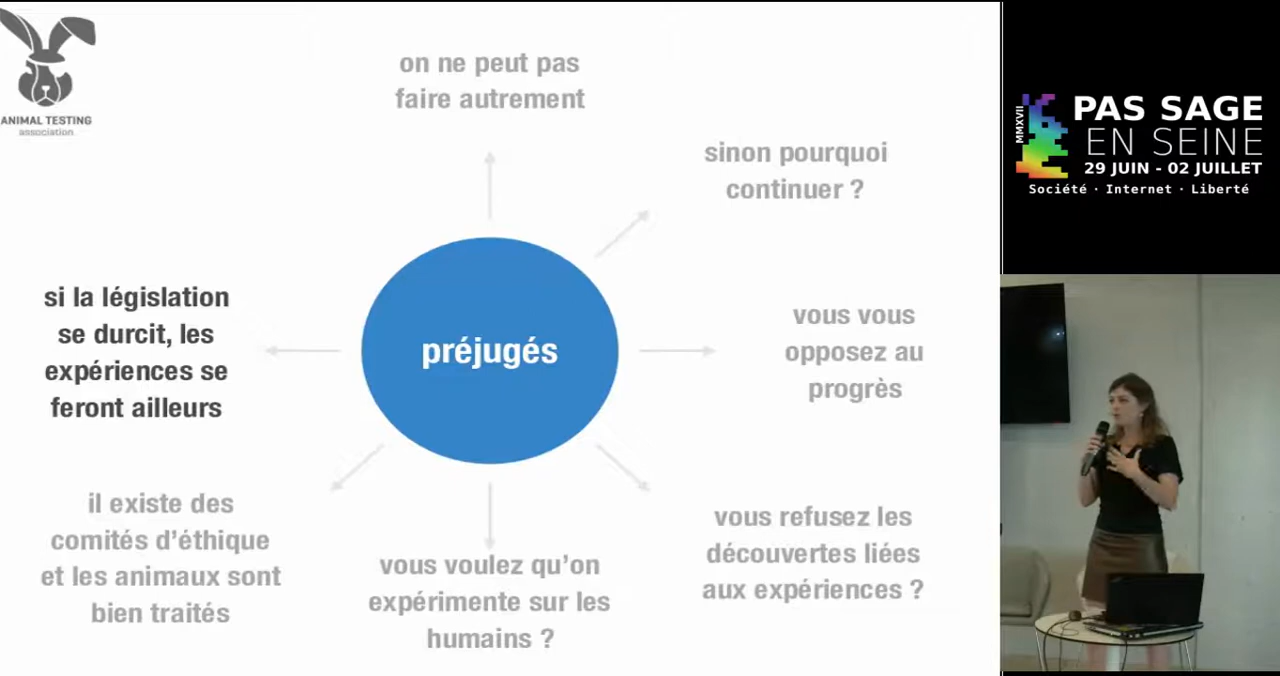 ANIMAL TESTING
association
on ne peut pas
faire autrement
sinon pourquoi
continuer ?
si la législation
se durcit, les
expériences se
feront ailleurs
préjugés
vous vous
opposez au
progrès
il existe des
comités d'éthique
et les animaux sont
bien traités
vous voulez qu'on
expérimente sur les
humains ?
vous refusez les
découvertes liées
aux expériences ?
MMXVII
PAS SAGE
EN SEINE
29 JUIN - 02 JUILLET
Société · Internet · Liberté